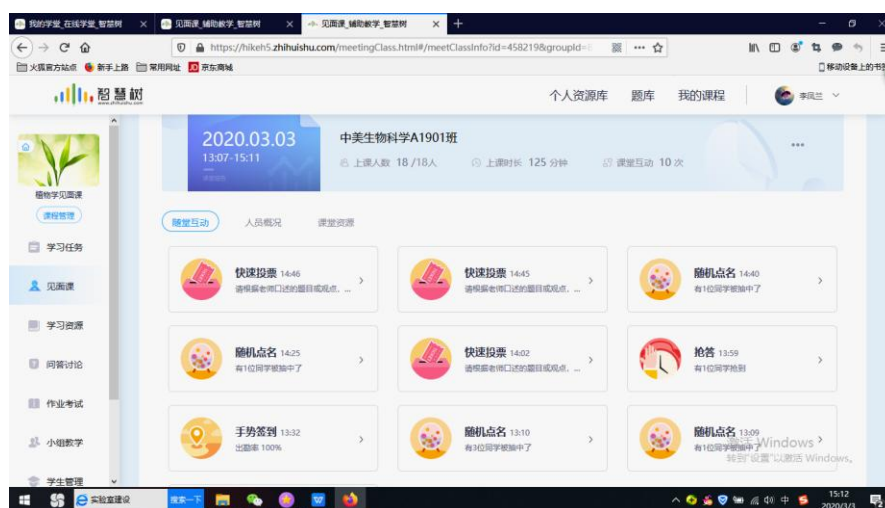 我的学堂_在线学堂_智慧树
见面课_辅助教学_智慧树
见面课_辅助教学_智慧树
https://hikeh5.zhihuishu.com/meetingClass.html#/meetClassInfo?id=458219&groupId=
火狐官方站点 新手上路 常用网址 JD 京东商城 移动设备上的书签
智慧树 个人资源库 题库 我的课程 李凤兰
www.zhihuishu.com
2020.03.03 中美生物科学A1901班
13:07-15:11 上课人数 18 /18人 上课时长 125 分钟 课堂互动 10 次
植物学见面课
课程管理
随堂互动 人员概况 课堂资源
学习任务
见面课
学习资源
问答讨论
作业考试
小组教学
学生管理
快速投票 14:46
请根据老师口述的题目或观点，...
快速投票 14:45
请根据老师口述的题目或观点，...
随机点名 14:40
有1位同学被抽中了
随机点名 14:25
有1位同学被抽中了
快速投票 14:02
请根据老师口述的题目或观点，...
抢答 13:59
有1位同学抢到
手势签到 13:32
出勤率 100%
随机点名 13:10
有3位同学被抽中了
随机点名 13:09
有1位同学被抽中了
激活 Windows
转到"设置"以激活 Windows。
实验室建设 搜索一下 中 15:12
2020/3/3